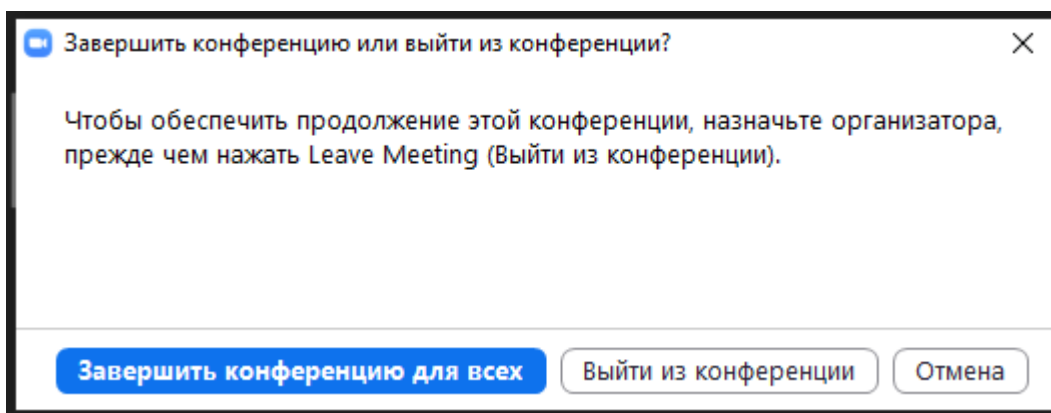 Завершить конференцию или выйти из конференции?
Чтобы обеспечить продолжение этой конференции, назначьте организатора,
прежде чем нажать Leave Meeting (Выйти из конференции).
Завершить конференцию для всех Выйти из конференции Отмена